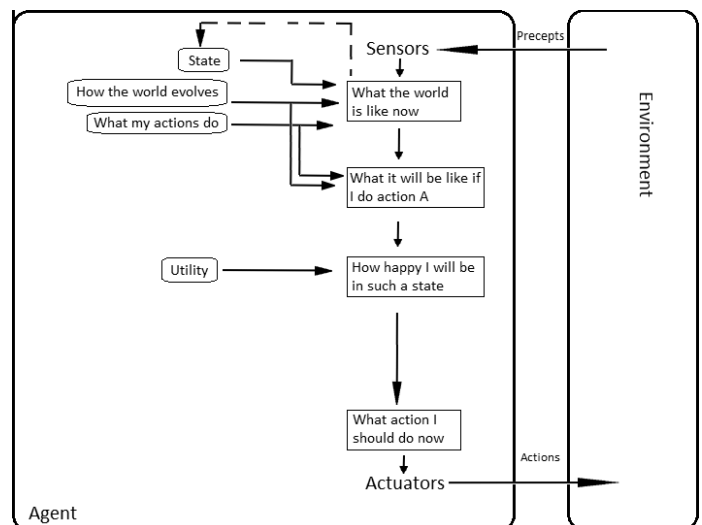 Sensors
Precepts
State
How the world evolves
What my actions do
What the world
is like now
Environment
What it will be like if
I do action A
Utility
How happy I will be
in such a state
What action I
should do now
Actuators
Actions
Agent